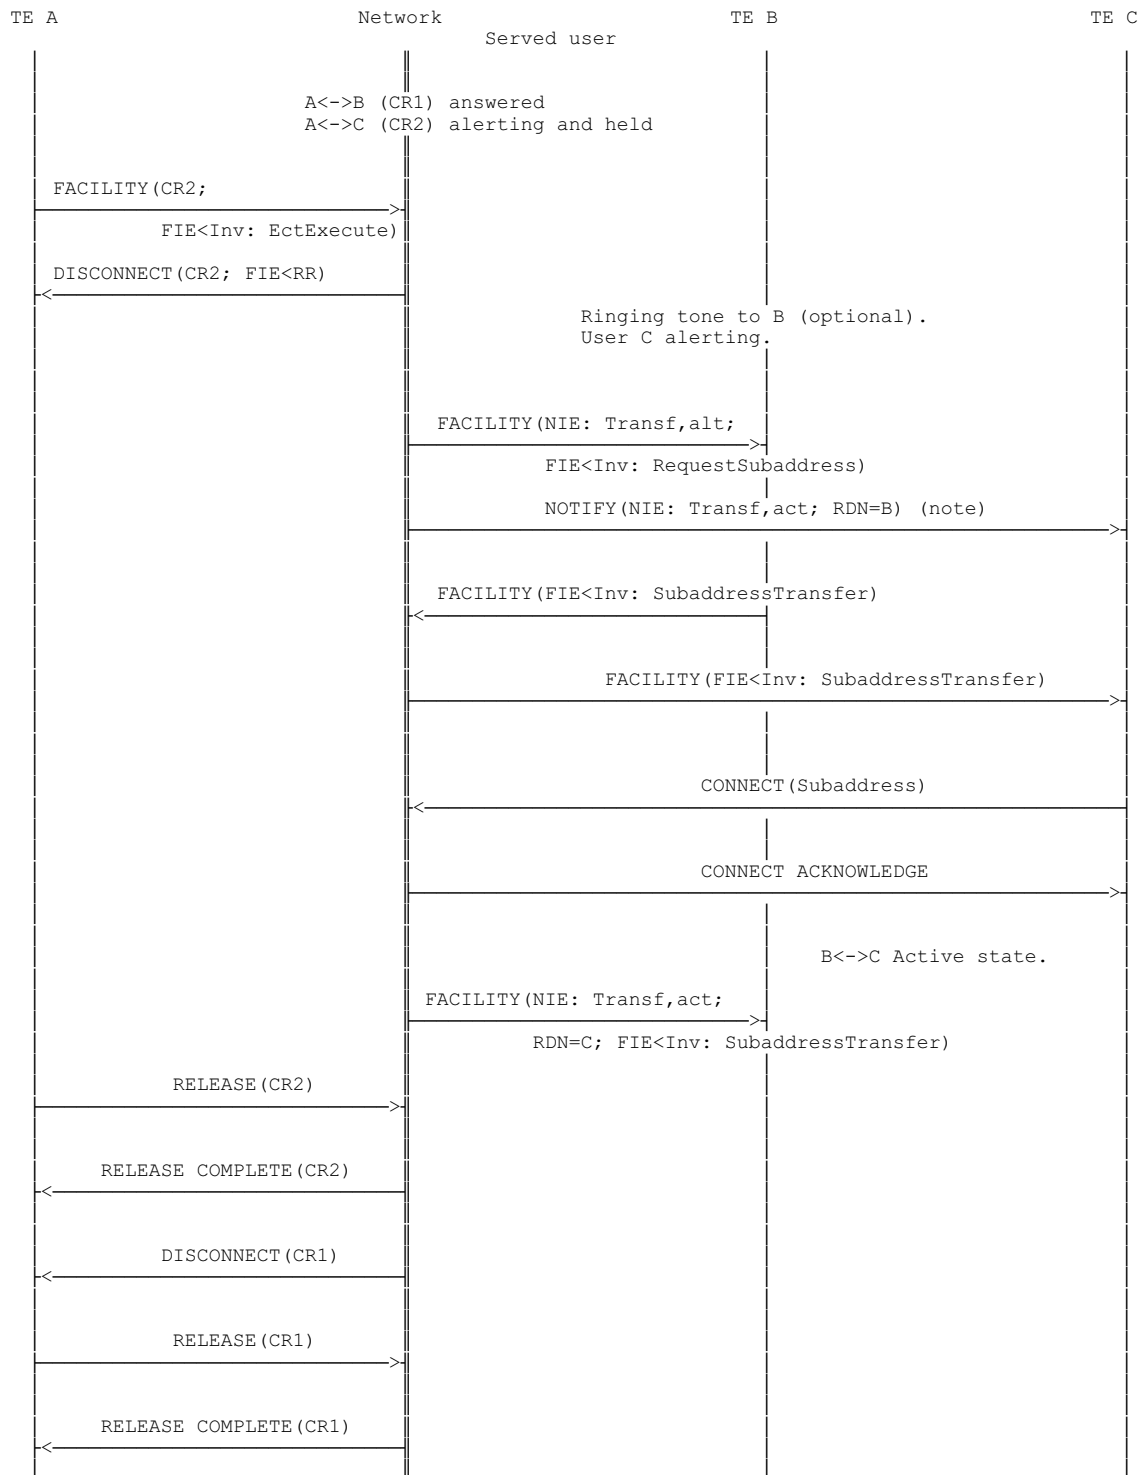 TE A Network TE B TE C
Served user
A<->B (CR1) answered
A<->C (CR2) alerting and held
FACILITY(CR2;
FIE<Inv: EctExecute)
DISCONNECT(CR2; FIE<RR)
Ringing tone to B (optional).
User C alerting.
FACILITY(NIE: Transf,alt;
FIE<Inv: RequestSubaddress)
NOTIFY(NIE: Transf,act; RDN=B) (note)
FACILITY(FIE<Inv: SubaddressTransfer)
FACILITY(FIE<Inv: SubaddressTransfer)
CONNECT(Subaddress)
CONNECT ACKNOWLEDGE
B<->C Active state.
FACILITY(NIE: Transf,act;
RDN=C; FIE<Inv: SubaddressTransfer)
RELEASE(CR2)
RELEASE COMPLETE(CR2)
DISCONNECT(CR1)
RELEASE(CR1)
RELEASE COMPLETE(CR1)